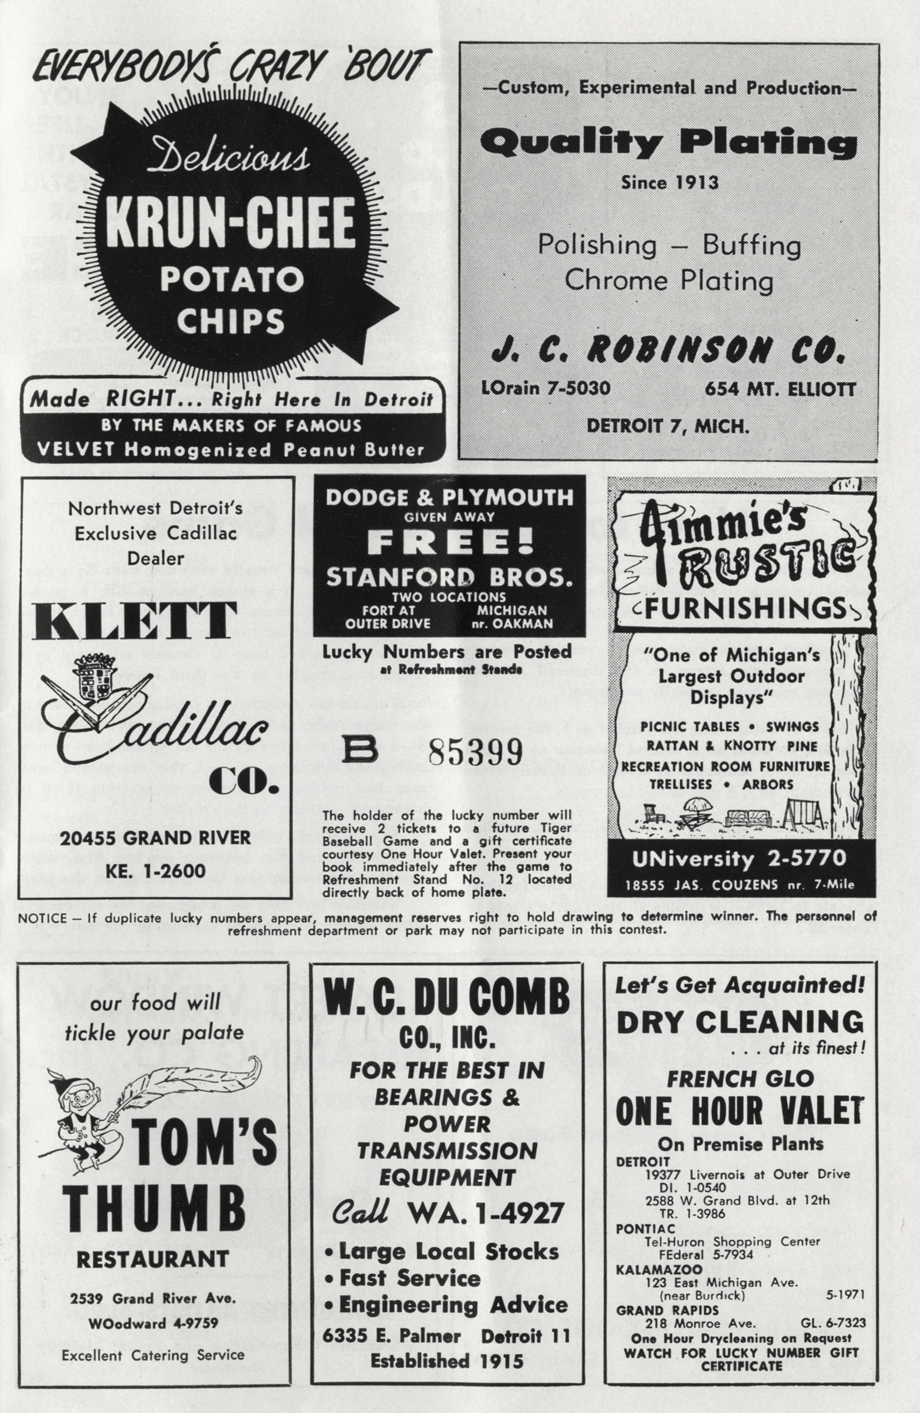 EVERYBODY'S CRAZY 'BOUT
Delicious
KRUN-CHEE
POTATO
CHIPS
Made RIGHT... Right Here In Detroit
BY THE MAKERS OF FAMOUS
VELVET Homogenized Peanut Butter
—Custom, Experimental and Production—
Quality Plating
Since 1913
Polishing – Buffing
Chrome Plating
J. C. ROBINSON CO.
LOrain 7-5030 654 MT. ELLIOTT
DETROIT 7, MICH.
Northwest Detroit's
Exclusive Cadillac
Dealer
KLETT
Cadillac
CO.
20455 GRAND RIVER
KE. 1-2600
DODGE & PLYMOUTH
GIVEN AWAY
FREE!
STANFORD BROS.
TWO LOCATIONS
FORT AT MICHIGAN
OUTER DRIVE nr. OAKMAN
Lucky Numbers are Posted
at Refreshment Stands
B 85399
The holder of the lucky number will
receive 2 tickets to a future Tiger
Baseball Game and a gift certificate
courtesy One Hour Valet. Present your
book immediately after the game to
Refreshment Stand No. 12 located
directly back of home plate.
Jimmie's
RUSTIC
FURNISHINGS
"One of Michigan's
Largest Outdoor
Displays"
PICNIC TABLES • SWINGS
RATTAN & KNOTTY PINE
RECREATION ROOM FURNITURE
TRELLISES • ARBORS
UNiversity 2-5770
18555 JAS. COUZENS nr. 7-Mile
NOTICE — If duplicate lucky numbers appear, management reserves right to hold drawing to determine winner. The personnel of
refreshment department or park may not participate in this contest.
our food will
tickle your palate
TOM'S
THUMB
RESTAURANT
2539 Grand River Ave.
WOodward 4-9759
Excellent Catering Service
W. C. DU COMB
CO., INC.
FOR THE BEST IN
BEARINGS &
POWER
TRANSMISSION
EQUIPMENT
Call WA. 1-4927
• Large Local Stocks
• Fast Service
• Engineering Advice
6335 E. Palmer Detroit 11
Established 1915
Let's Get Acquainted!
DRY CLEANING
. . . at its finest!
FRENCH GLO
ONE HOUR VALET
On Premise Plants
DETROIT
19377 Livernois at Outer Drive
DI. 1-0540
2588 W. Grand Blvd. at 12th
TR. 1-3986
PONTIAC
Tel-Huron Shopping Center
FEderal 5-7934
KALAMAZOO
123 East Michigan Ave.
(near Burdick) 5-1971
GRAND RAPIDS
218 Monroe Ave. GL. 6-7323
One Hour Drycleaning on Request
WATCH FOR LUCKY NUMBER GIFT
CERTIFICATE